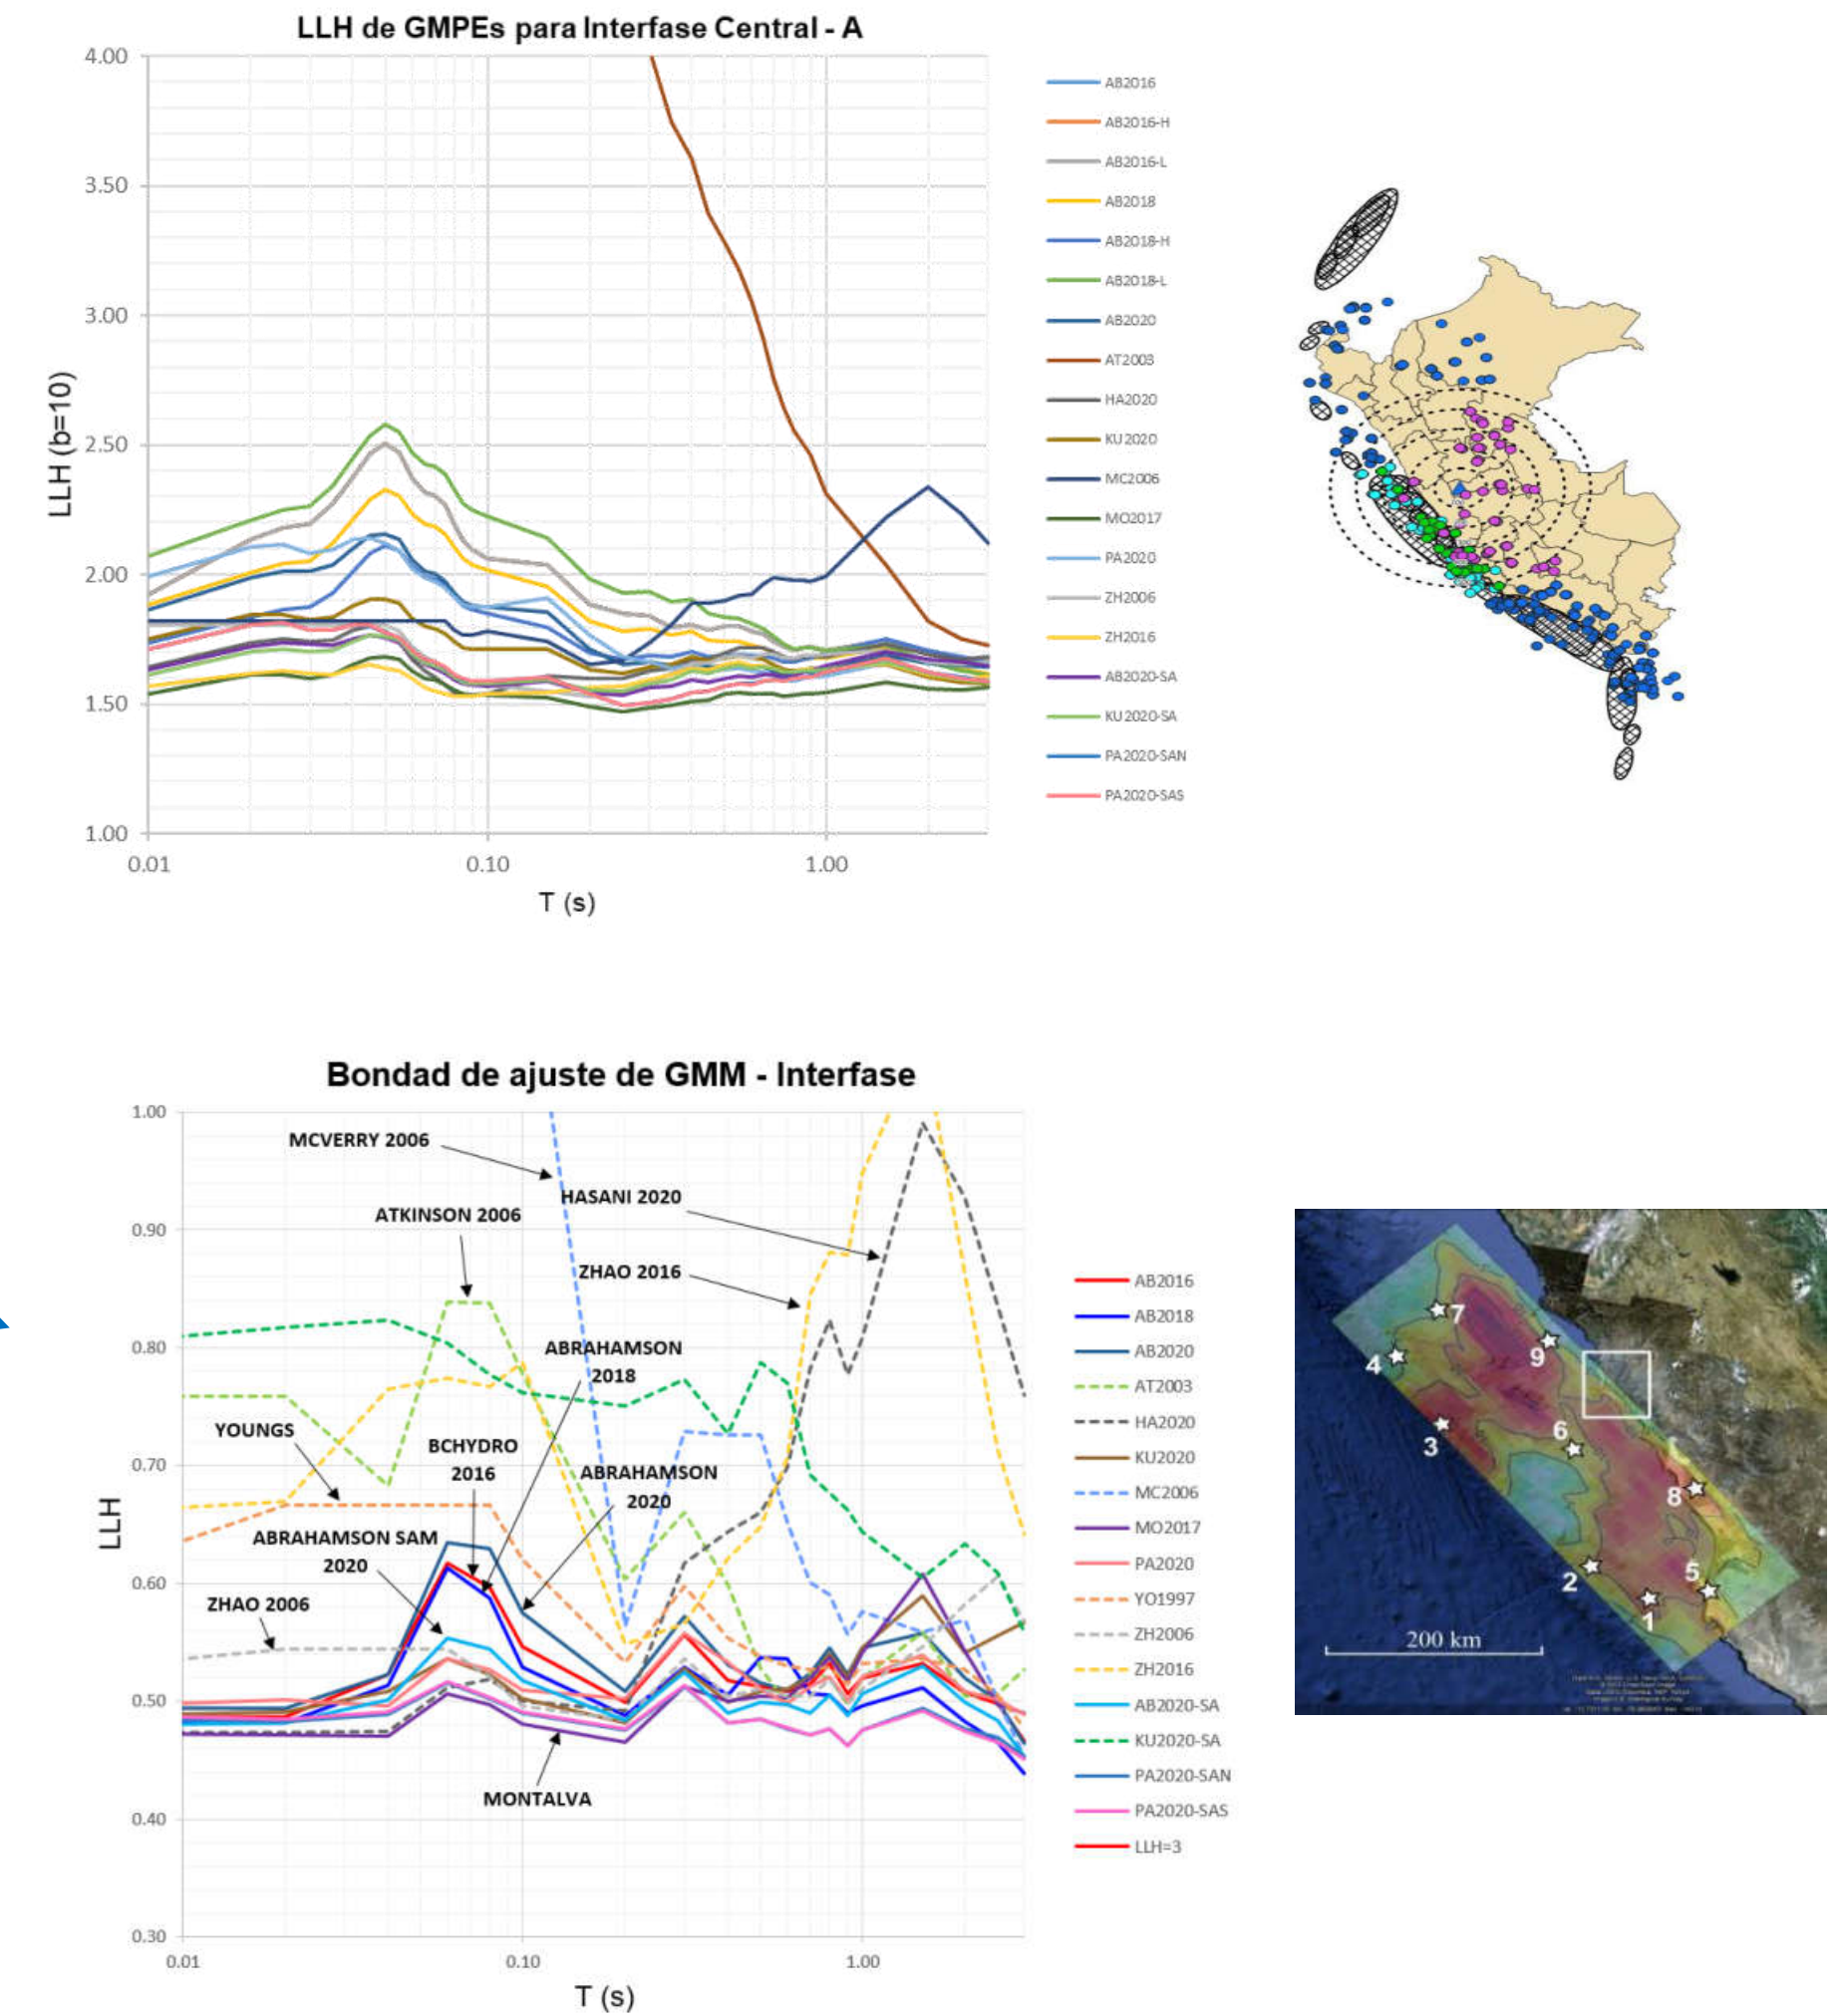 LLH de GMPEs para Interfase Central - A
4.00
3.50
3.00
2.50
2.00
1.50
1.00
LLH (b=10)
0.01
0.10
1.00
T (s)
AB2016
AB2016-H
AB2016-L
AB2018
AB2018-H
AB2018-L
AB2020
AT2003
HA2020
KU2020
MC2006
MO2017
PA2020
ZH2006
ZH2016
AB2020-SA
KU2020-SA
PA2020-SAN
PA2020-SAS
Bondad de ajuste de GMM - Interfase
1.00
0.90
0.80
0.70
0.60
0.50
0.40
0.30
LLH
0.01
0.10
1.00
T (s)
MCVERRY 2006
HASANI 2020
ATKINSON 2006
ZHAO 2016
ABRAHAMSON
2018
YOUNGS
BCHYDRO
2016
ABRAHAMSON
2020
ABRAHAMSON SAM
2020
ZHAO 2006
MONTALVA
AB2016
AB2018
AB2020
AT2003
HA2020
KU2020
MC2006
MO2017
PA2020
YO1997
ZH2006
ZH2016
AB2020-SA
KU2020-SA
PA2020-SAN
PA2020-SAS
LLH=3
7
9
4
3
6
8
2
5
1
200 km